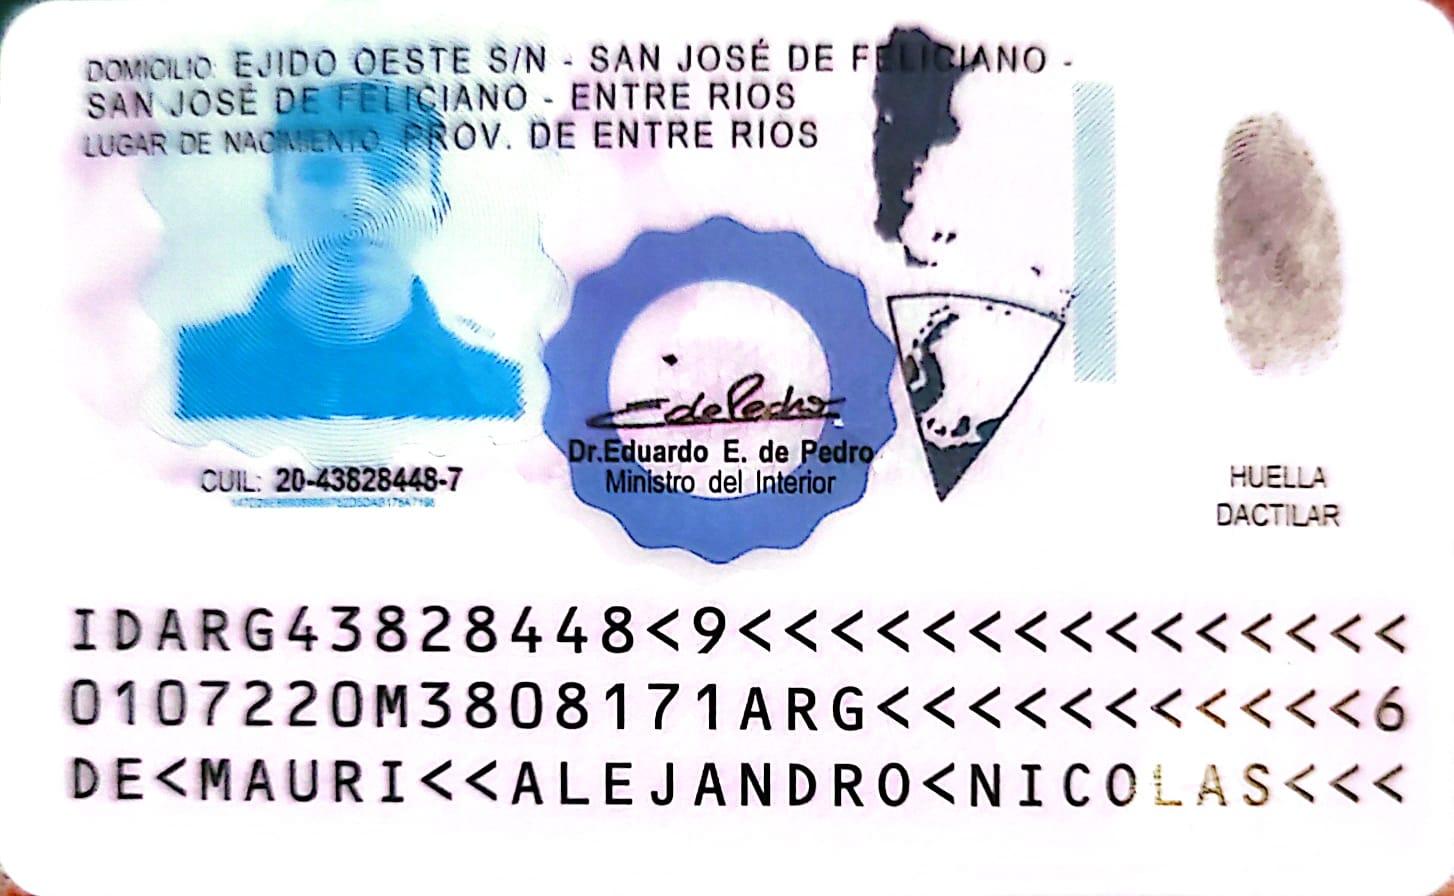 DOMICILIO: EJIDO OESTE S/N - SAN JOSÉ DE FELICIANO -
SAN JOSÉ DE FELICIANO - ENTRE RIOS
LUGAR DE NACIMIENTO: PROV. DE ENTRE RIOS
E de Pedro
Dr.Eduardo E. de Pedro
Ministro del Interior
CUIL: 20-43828448-7
HUELLA
DACTILAR
IDARG43828448<9<<<<<<<<<<<<<<<
0107220M3808171ARG<<<<<<<<<<<6
DE<MAURI<<ALEJANDRO<NICOLAS<<<